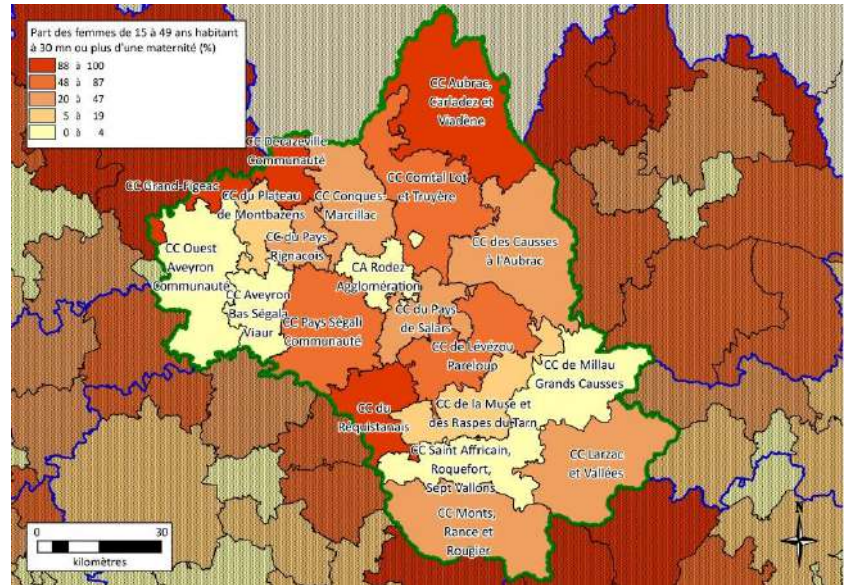 Part des femmes de 15 à 49 ans habitant
à 30 mn ou plus d'une maternité (%)
88 à 100
48 à 87
20 à 47
5 à 19
0 à 4
CC Aubrac,
Carladez et
Viadène
CC Decazeville
Communauté
CC Grand-Figeac
CC du Plateau
de Montbazens
CC Conques-
Marcillac
CC Comtal Lot
et Truyère
CC du Pays
Rignacois
CC des Causses
à l'Aubrac
CC Ouest
Aveyron
Communauté
CA Rodez
Agglomération
CC Aveyron
Bas Ségala
Viaur
CC Pays Ségali
Communauté
CC du Pays
de Salars
CC de Lévézou
Pareloup
CC de Millau
Grands Causses
CC du
Réquistanais
CC de la Muse et
des Raspes du Tarn
CC Saint Affricain,
Roquefort,
Sept Vallons
CC Larzac
et Vallées
CC Monts,
Rance et
Rougier
0 30
kilomètres
N